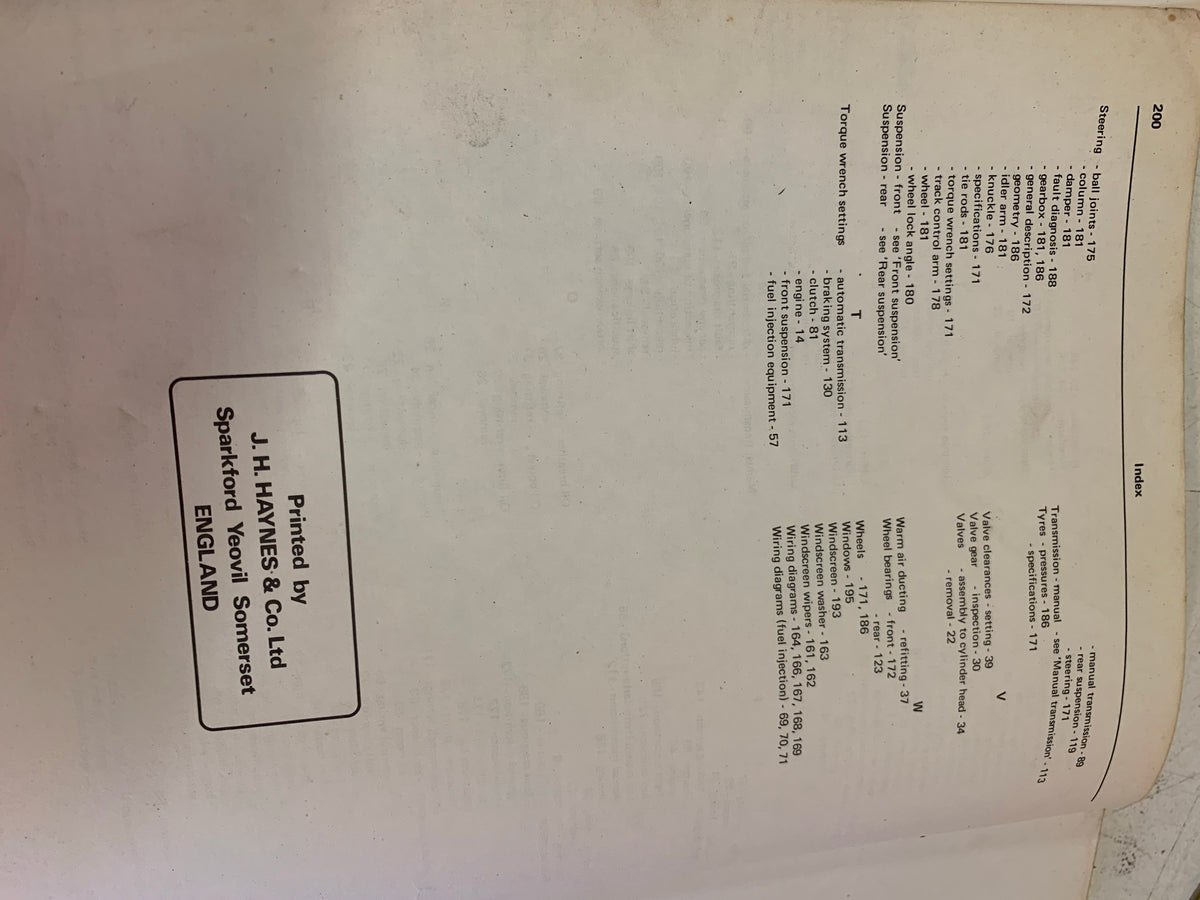 200
Index
Steering - ball joints - 175
- column - 181
- damper - 181
- fault diagnosis - 188
- gearbox - 181, 186
- general description - 172
- geometry - 186
- idler arm - 181
- knuckle - 176
- specifications - 171
- tie rods - 181
- torque wrench settings - 171
- track control arm - 178
- wheel - 181
- wheel lock angle - 180
Suspension - front - see 'Front suspension'
Suspension - rear - see 'Rear suspension'
T
Torque wrench settings - automatic transmission - 113
- braking system - 130
- clutch - 81
- engine - 14
- front suspension - 171
- fuel injection equipment - 57
- manual transmission - 89
- rear suspension - 119
- steering - 171
Transmission - manual - see 'Manual transmission' - 113
Tyres - pressures - 186
- specifications - 171
V
Valve clearances - setting - 39
Valve gear - inspection - 30
Valves - assembly to cylinder head - 34
- removal - 22
W
Warm air ducting - refitting - 37
Wheel bearings - front - 172
- rear - 123
Wheels - 171, 186
Windows - 195
Windscreen - 193
Windscreen washer - 163
Windscreen wipers - 161, 162
Wiring diagrams - 164, 166, 167, 168, 169
Wiring diagrams (fuel injection) - 69, 70, 71
Printed by
J. H. HAYNES & Co. Ltd
Sparkford Yeovil Somerset
ENGLAND